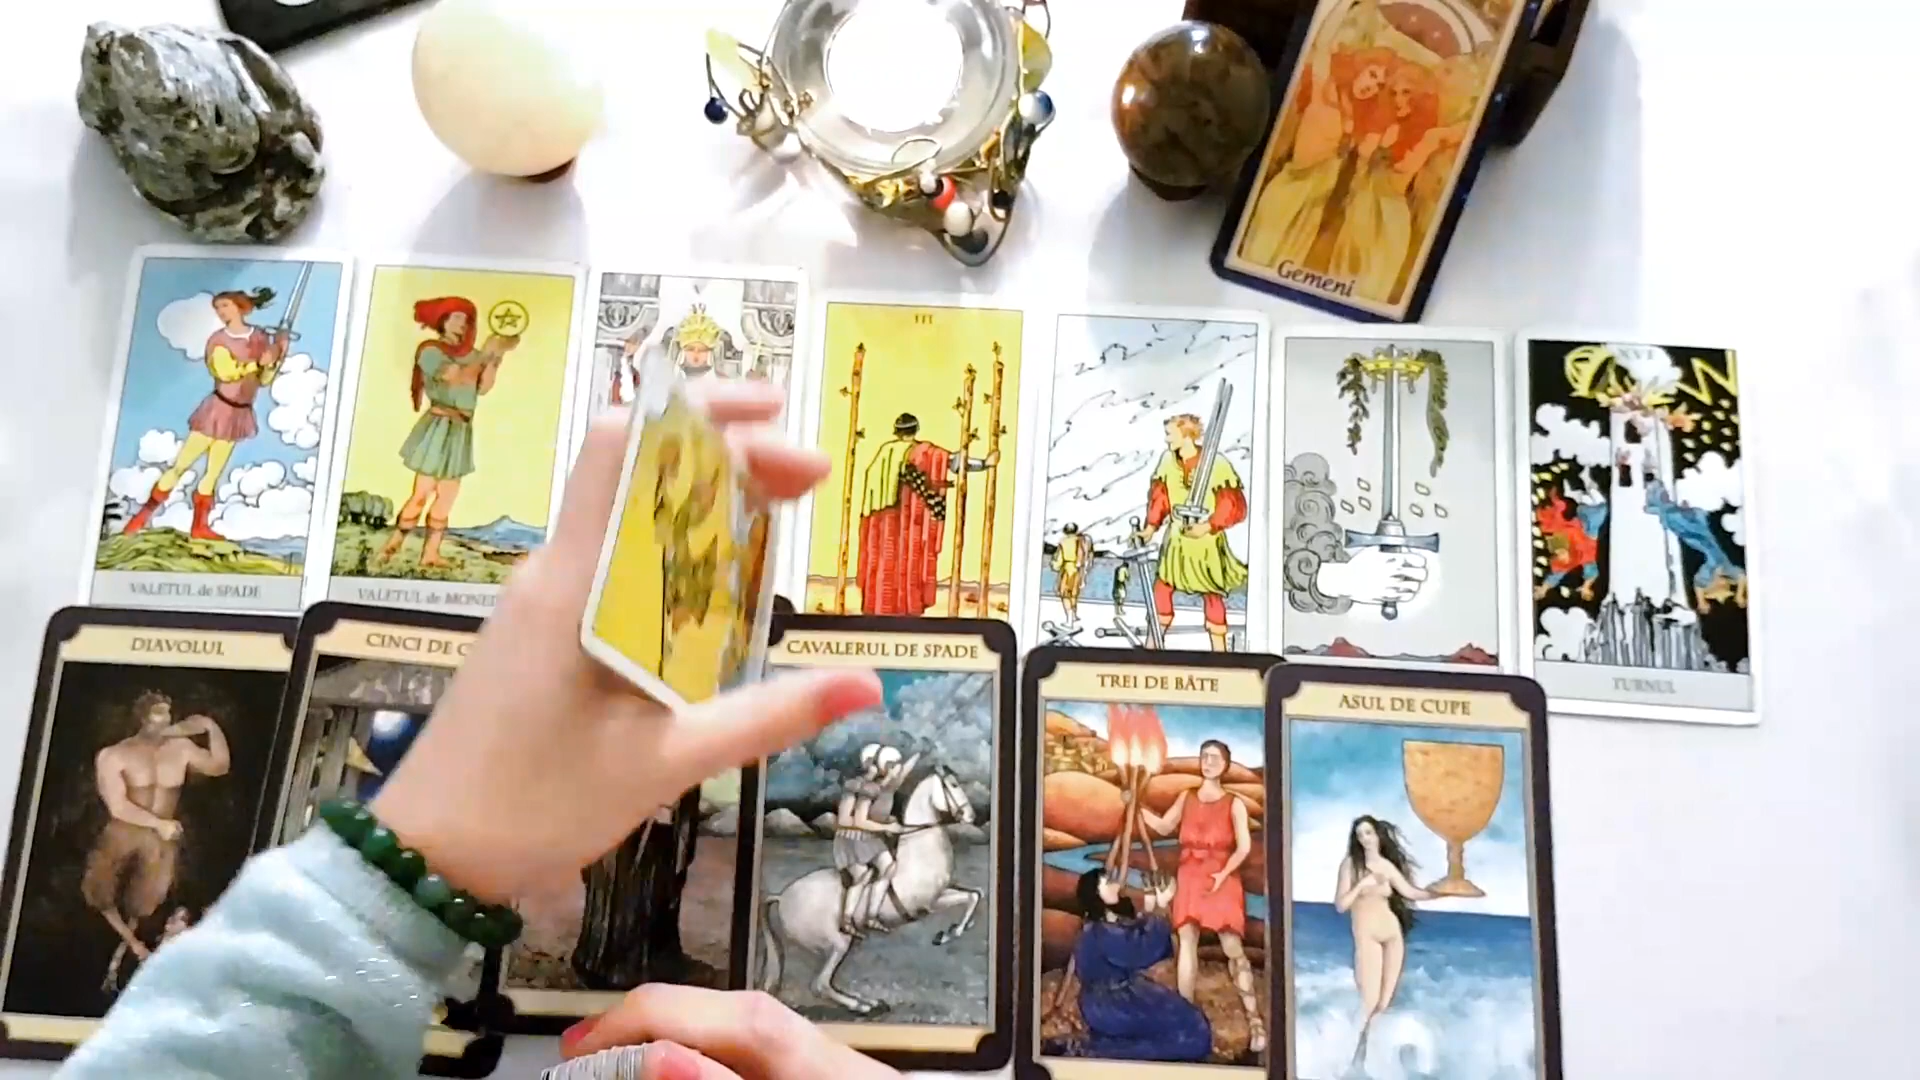 Gemeni
V
III
XVI
VALETUL de SPADE
VALETUL de
TURNUL
DIAVOLUL
CINCI DE
CAVALERUL DE SPADE
TREI DE BÂTE
ASUL DE CUPE